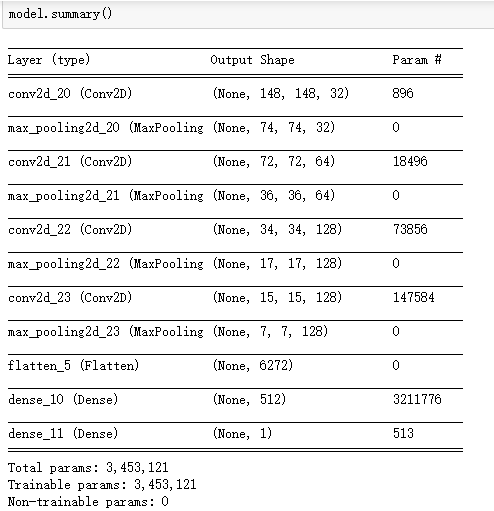 model.summary()
Layer (type) Output Shape Param #
conv2d_20 (Conv2D) (None, 148, 148, 32) 896
max_pooling2d_20 (MaxPooling (None, 74, 74, 32) 0
conv2d_21 (Conv2D) (None, 72, 72, 64) 18496
max_pooling2d_21 (MaxPooling (None, 36, 36, 64) 0
conv2d_22 (Conv2D) (None, 34, 34, 128) 73856
max_pooling2d_22 (MaxPooling (None, 17, 17, 128) 0
conv2d_23 (Conv2D) (None, 15, 15, 128) 147584
max_pooling2d_23 (MaxPooling (None, 7, 7, 128) 0
flatten_5 (Flatten) (None, 6272) 0
dense_10 (Dense) (None, 512) 3211776
dense_11 (Dense) (None, 1) 513
Total params: 3,453,121
Trainable params: 3,453,121
Non-trainable params: 0